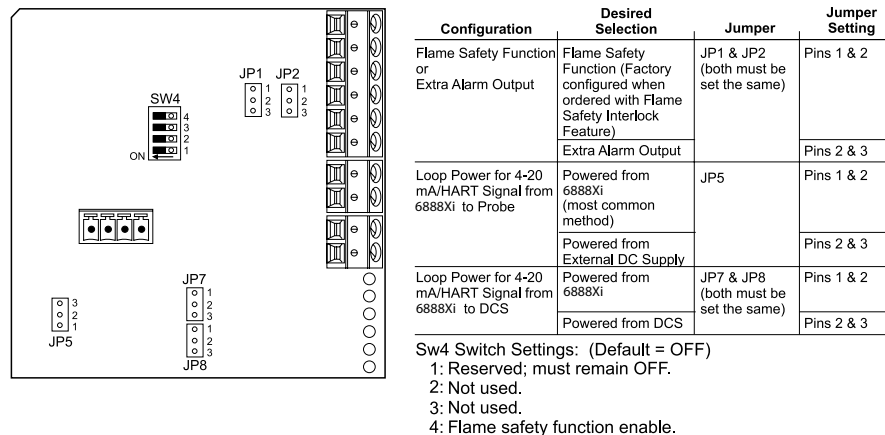 JP1 JP2
1 1
2 2
3 3
SW4
4
3
2
1
ON
JP7
1
2
3
3
2
1
JP5
1
2
3
JP8
Configuration
Desired
Selection
Jumper
Jumper
Setting
Flame Safety Function
or
Extra Alarm Output
Flame Safety
Function (Factory
configured when
ordered with Flame
Safety Interlock
Feature)
JP1 & JP2
(both must be
set the same)
Pins 1 & 2
Extra Alarm Output
Pins 2 & 3
Loop Power for 4-20
mA/HART Signal from
6888Xi to Probe
Powered from
6888Xi
(most common
method)
JP5
Pins 1 & 2
Powered from
External DC Supply
Pins 2 & 3
Loop Power for 4-20
mA/HART Signal from
6888Xi to DCS
Powered from
6888Xi
JP7 & JP8
(both must be
set the same)
Pins 1 & 2
Powered from DCS
Pins 2 & 3
Sw4 Switch Settings: (Default = OFF)
1: Reserved; must remain OFF.
2: Not used.
3: Not used.
4: Flame safety function enable.